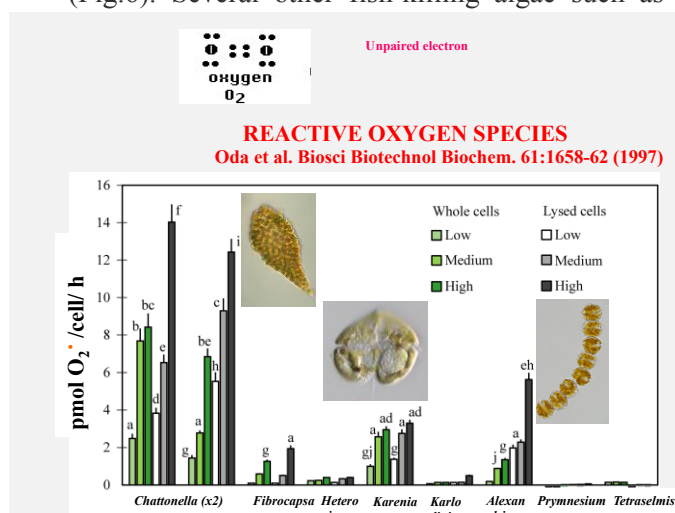 (Fig.6). Several other fish-killing algae such as
Unpaired electron
oxygen
O2
REACTIVE OXYGEN SPECIES
Oda et al. Biosci Biotechnol Biochem. 61:1658-62 (1997)
pmol O2•/cell/ h
16
14
12
10
8
6
4
2
0
Whole cells Lysed cells
Low Low
Medium Medium
High High
a b bc d e f
g a be h c i
g a
gj a ad g a ad
j g a a eh
Chattonella (x2) Fibrocapsa Hetero Karenia Karlo Alexan Prymnesium Tetraselmis